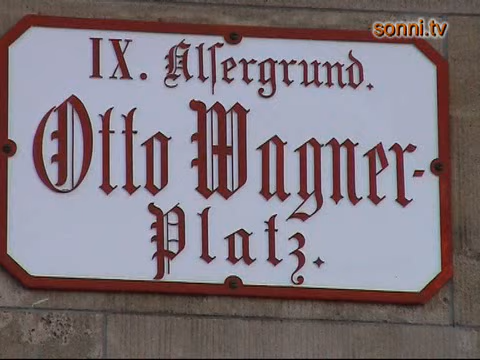 sonni.tv
IX. Alsergrund.
Otto Wagner-
Platz.